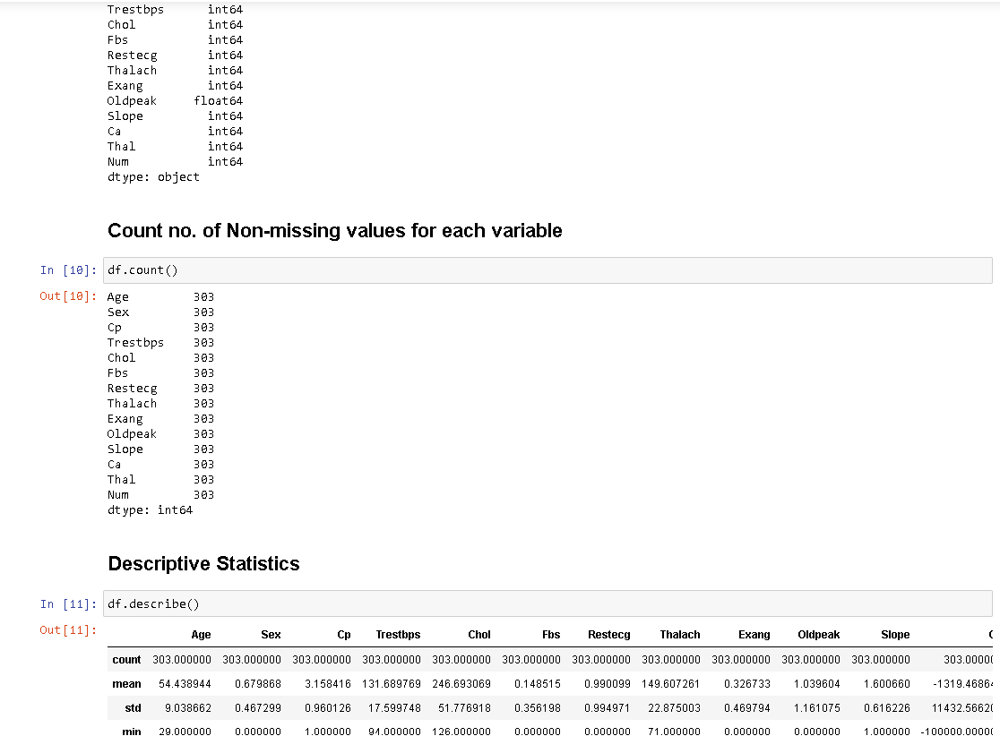 Trestbps int64
Chol int64
Fbs int64
Restecg int64
Thalach int64
Exang int64
Oldpeak float64
Slope int64
Ca int64
Thal int64
Num int64
dtype: object
Count no. of Non-missing values for each variable
In [10]: df.count()
Out[10]: Age 303
Sex 303
Cp 303
Trestbps 303
Chol 303
Fbs 303
Restecg 303
Thalach 303
Exang 303
Oldpeak 303
Slope 303
Ca 303
Thal 303
Num 303
dtype: int64
Descriptive Statistics
In [11]: df.describe()
Out[11]:
Age Sex Cp Trestbps Chol Fbs Restecg Thalach Exang Oldpeak Slope
count 303.000000 303.000000 303.000000 303.000000 303.000000 303.000000 303.000000 303.000000 303.000000 303.000000 303.000000 303.00000
mean 54.438944 0.679868 3.158416 131.689769 246.693069 0.148515 0.990099 149.607261 0.326733 1.039604 1.600660 -1319.46864
std 9.038662 0.467299 0.960126 17.599748 51.776918 0.356198 0.994971 22.875003 0.469794 1.161075 0.616226 11432.56620
min 29.000000 0.000000 1.000000 94.000000 126.000000 0.000000 0.000000 71.000000 0.000000 0.000000 1.000000 -100000.00000